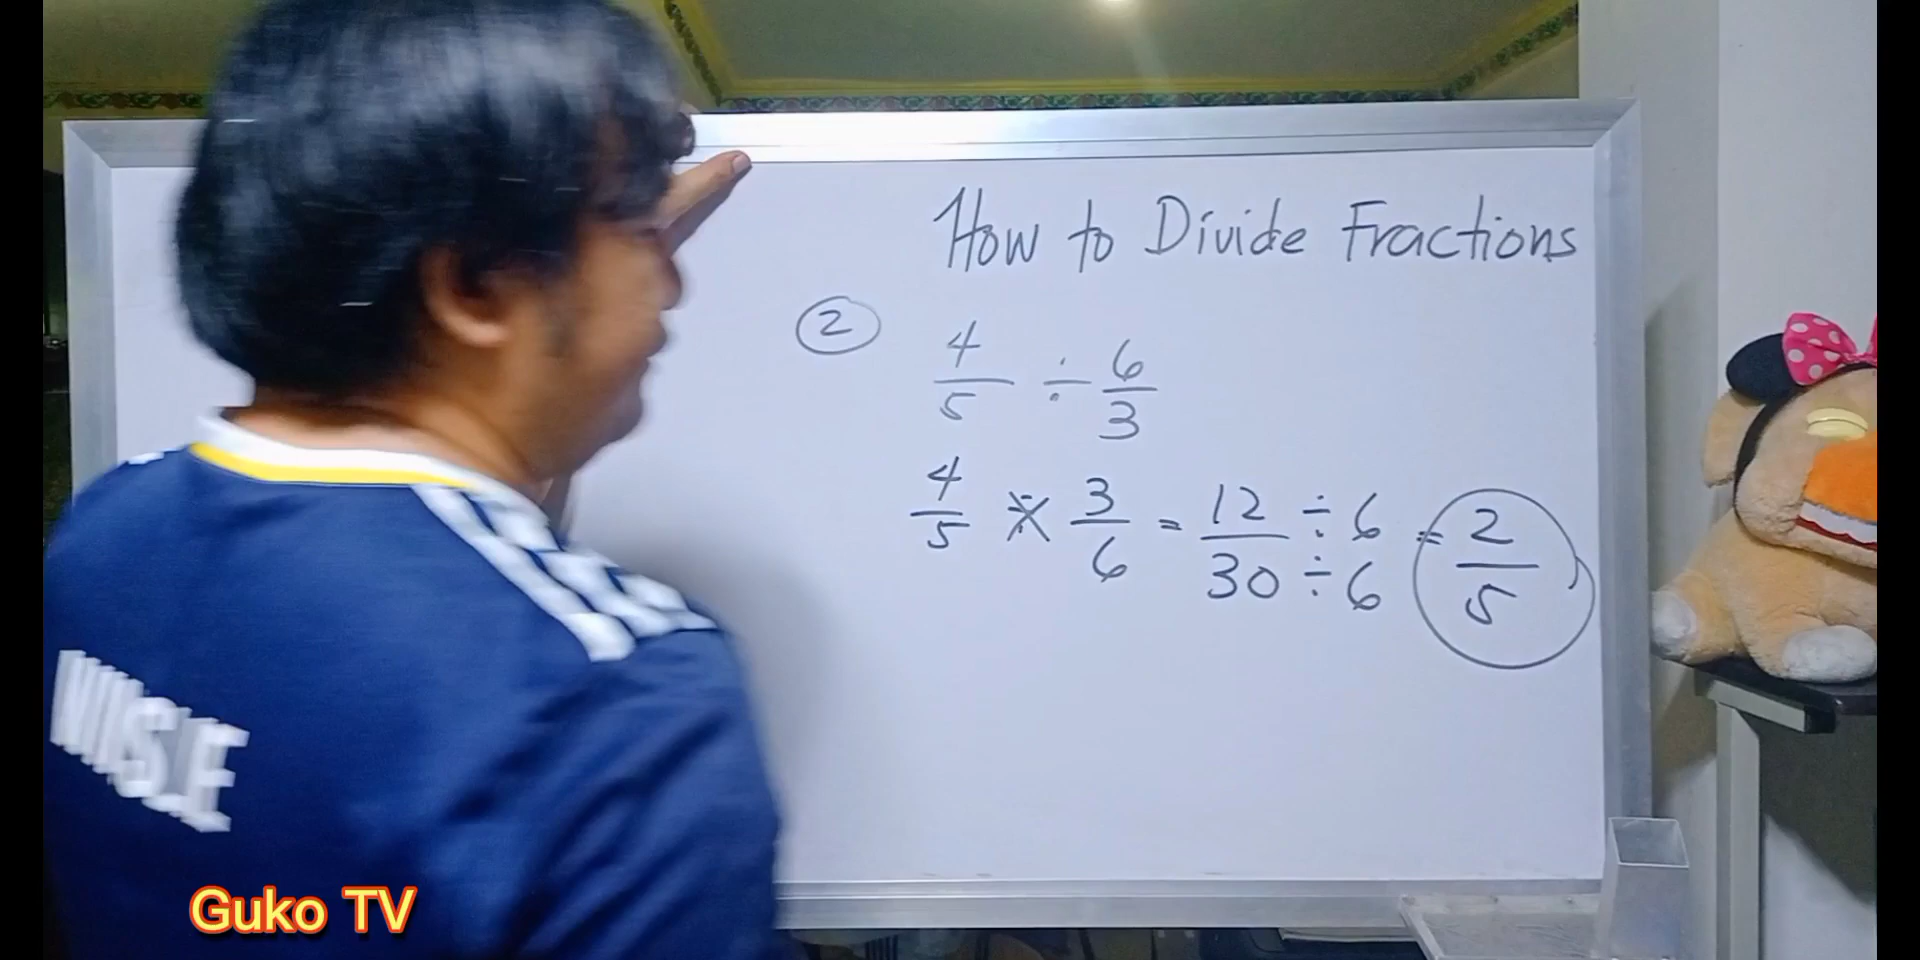 How to Divide Fractions
②
4/5 ÷ 6/3
4/5 × 3/6 = 12/30 ÷6/÷6 = 2/5
Guko TV